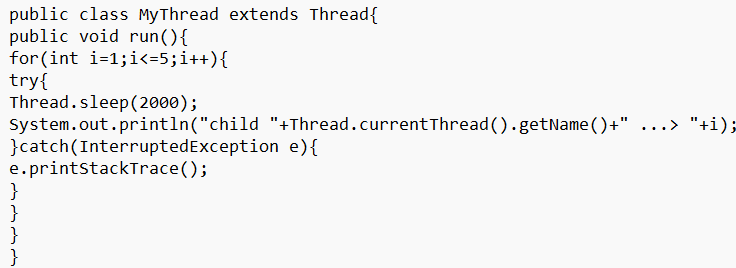 public class MyThread extends Thread{
public void run(){
for(int i=1;i<=5;i++){
try{
Thread.sleep(2000);
System.out.println("child "+Thread.currentThread().getName()+" ...> "+i);
}catch(InterruptedException e){
e.printStackTrace();
}
}
}
}